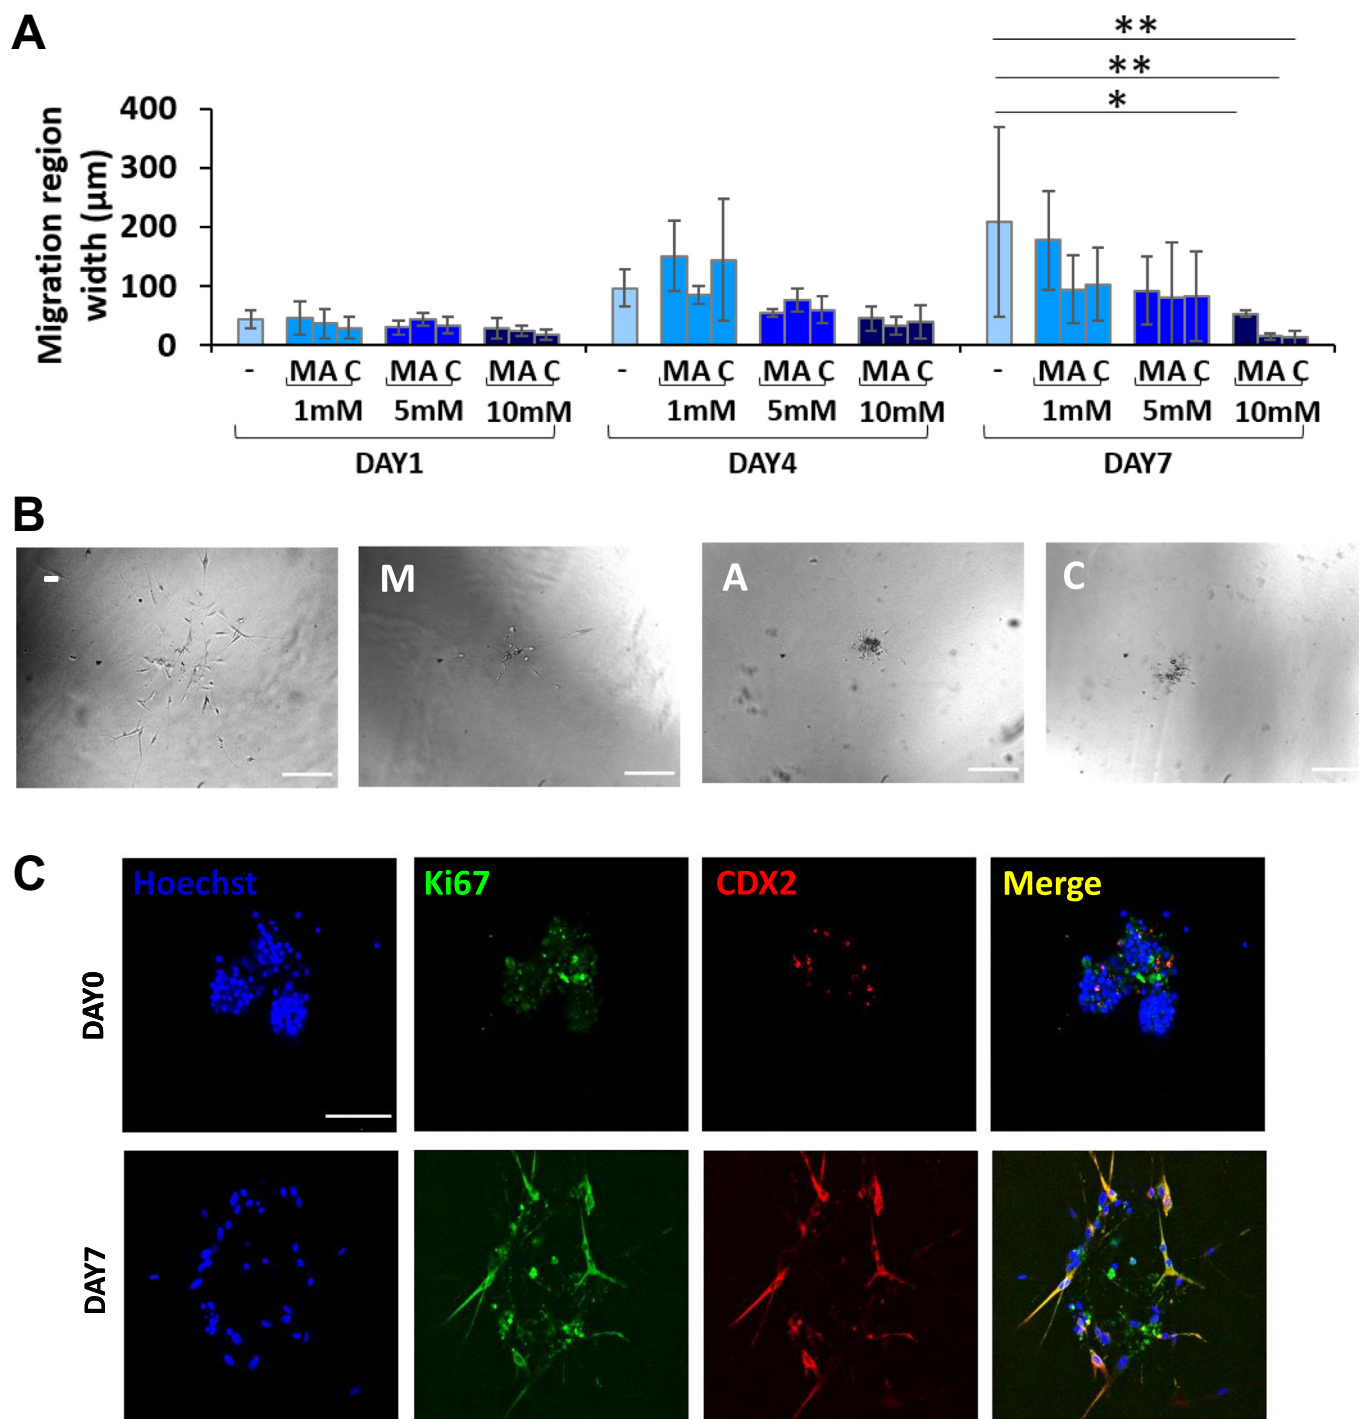 A
**
**
*
Migration region
width (μm)
400
300
200
100
0
- MA C MA C MA C - MA C MA C MA C - MA C MA C MA C
1mM 5mM 10mM 1mM 5mM 10mM 1mM 5mM 10mM
DAY1 DAY4 DAY7
B
- M A C
C
Hoechst Ki67 CDX2 Merge
DAY0
DAY7